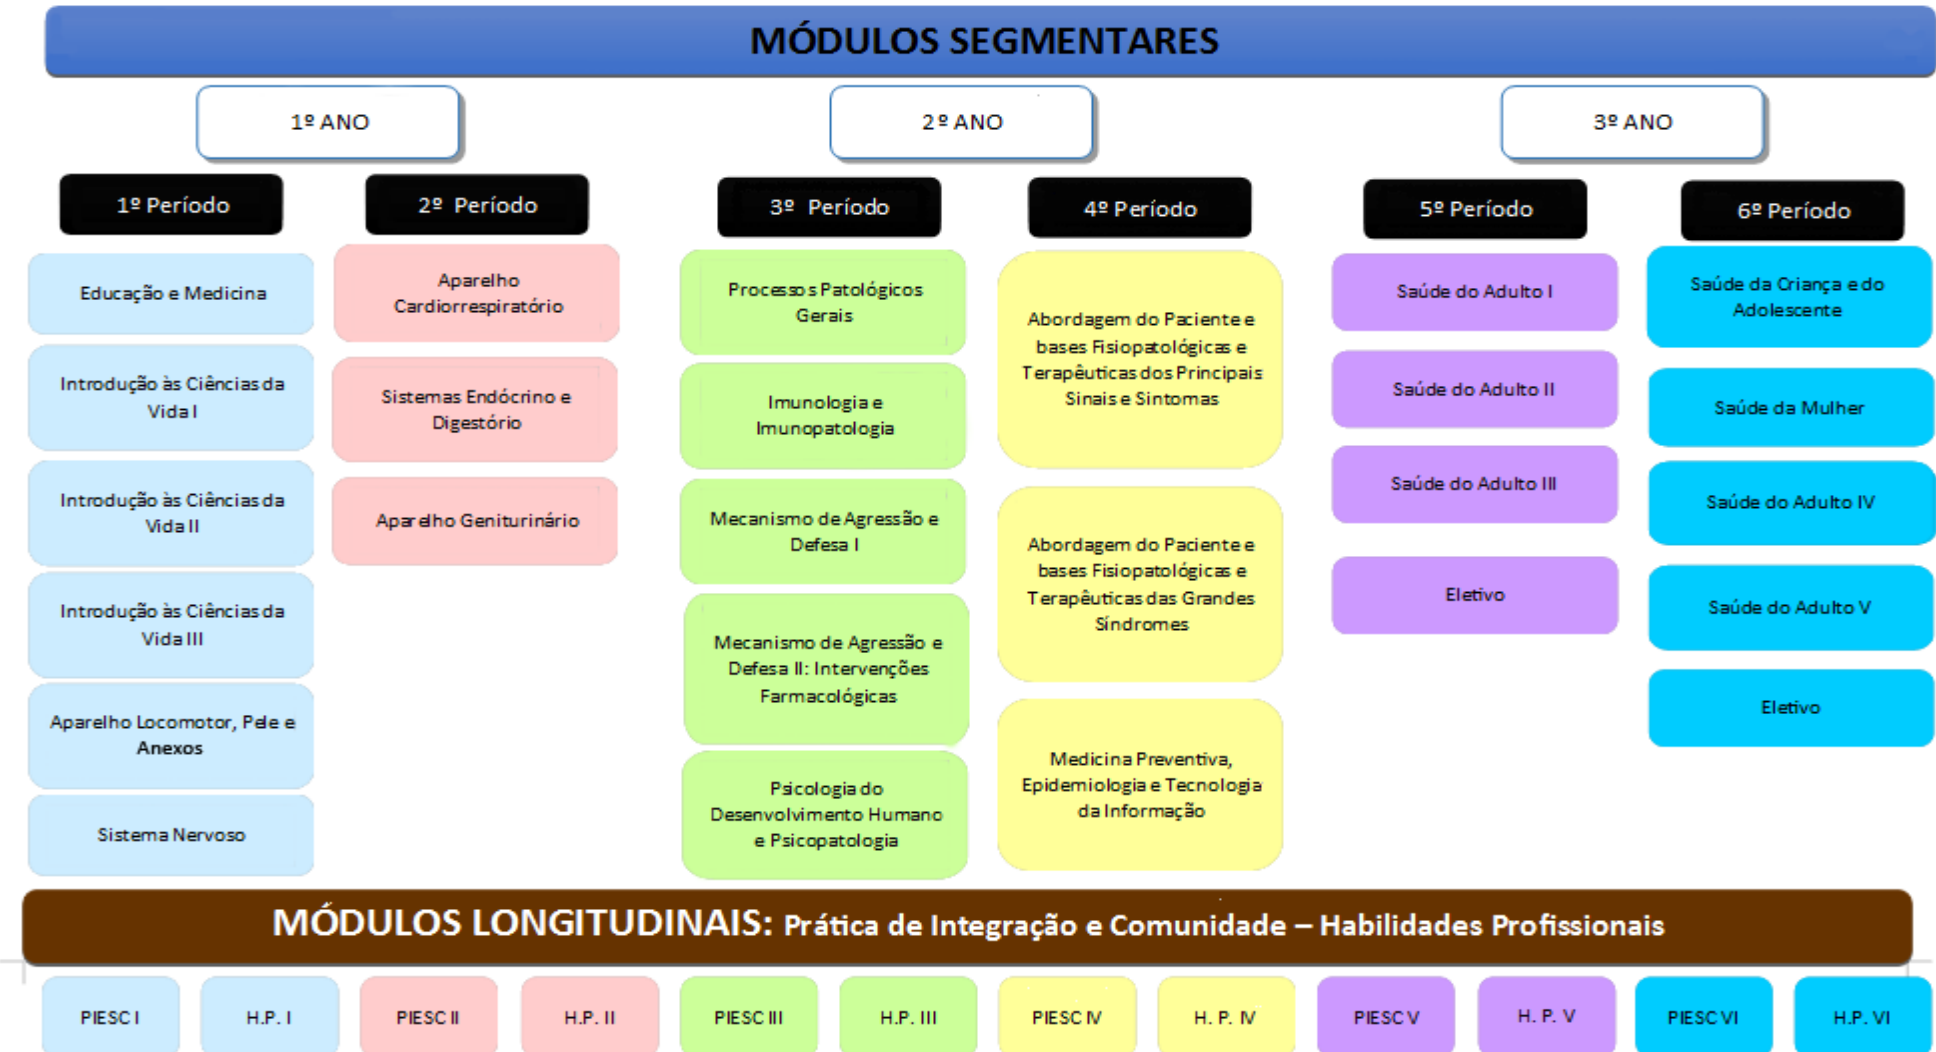 MÓDULOS SEGMENTARES
1º ANO
2º ANO
3º ANO
1º Período
2º Período
3º Período
4º Período
5º Período
6º Período
Educação e Medicina
Introdução às Ciências da
Vida I
Introdução às Ciências da
Vida II
Introdução às Ciências da
Vida III
Aparelho Locomotor, Pele e
Anexos
Sistema Nervoso
Aparelho
Cardiorrespiratório
Sistemas Endócrino e
Digestório
Aparelho Geniturinário
Processos Patológicos
Gerais
Imunologia e
Imunopatologia
Mecanismo de Agressão e
Defesa I
Mecanismo de Agressão e
Defesa II: Intervenções
Farmacológicas
Psicologia do
Desenvolvimento Humano
e Psicopatologia
Abordagem do Paciente e
bases Fisiopatológicas e
Terapêuticas dos Principais
Sinais e Sintomas
Abordagem do Paciente e
bases Fisiopatológicas e
Terapêuticas das Grandes
Síndromes
Medicina Preventiva,
Epidemiologia e Tecnologia
da Informação
Saúde do Adulto I
Saúde do Adulto II
Saúde do Adulto III
Eletivo
Saúde da Criança e do
Adolescente
Saúde da Mulher
Saúde do Adulto IV
Saúde do Adulto V
Eletivo
MÓDULOS LONGITUDINAIS: Prática de Integração e Comunidade – Habilidades Profissionais
PIESC I
H.P. I
PIESC II
H.P. II
PIESC III
H.P. III
PIESC IV
H. P. IV
PIESC V
H. P. V
PIESC VI
H.P. VI